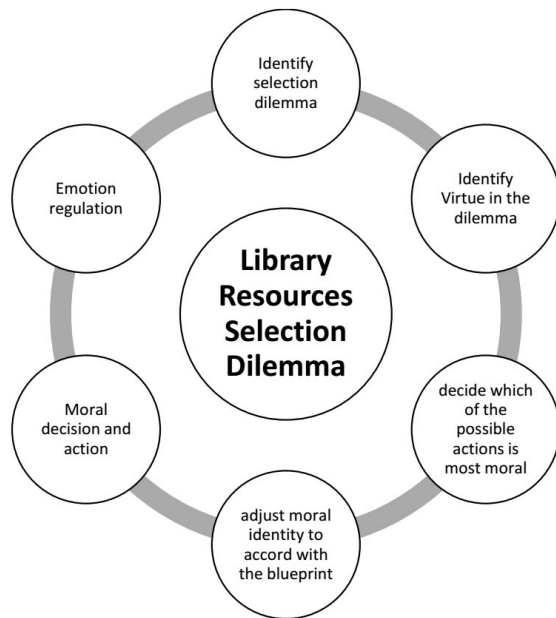 Identify
selection
dilemma
Identify
Virtue in the
dilemma
decide which
of the
possible
actions is
most moral
adjust moral
identity to
accord with
the blueprint
Moral
decision and
action
Emotion
regulation
Library
Resources
Selection
Dilemma